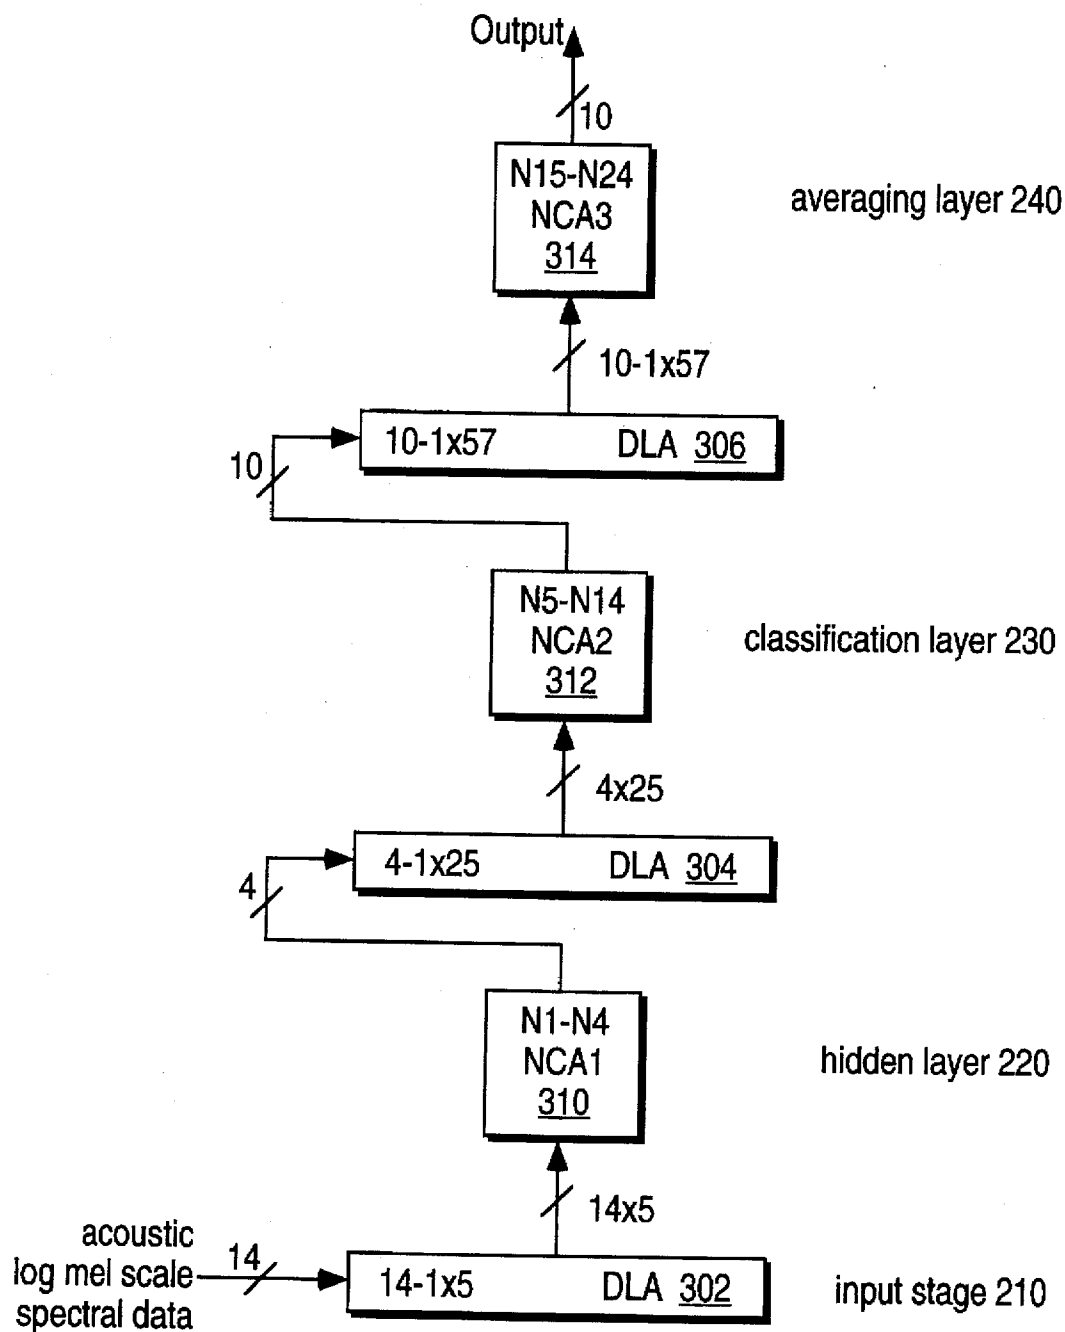 Output
10
N15-N24
NCA3
314
averaging layer 240
10-1x57
10-1x57 DLA 306
10
N5-N14
NCA2
312
classification layer 230
4x25
4-1x25 DLA 304
4
N1-N4
NCA1
310
hidden layer 220
14x5
acoustic
log mel scale
spectral data
14
14-1x5 DLA 302
input stage 210